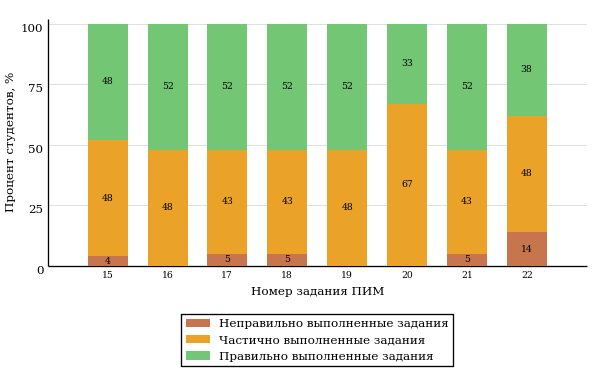 Процент студентов, %
100
75
50
25
0
48 52 52 52 52 33 52 38
48 48 43 43 48 67 43 48
4 5 5 5 14
15 16 17 18 19 20 21 22
Номер задания ПИМ
Неправильно выполненные задания
Частично выполненные задания
Правильно выполненные задания